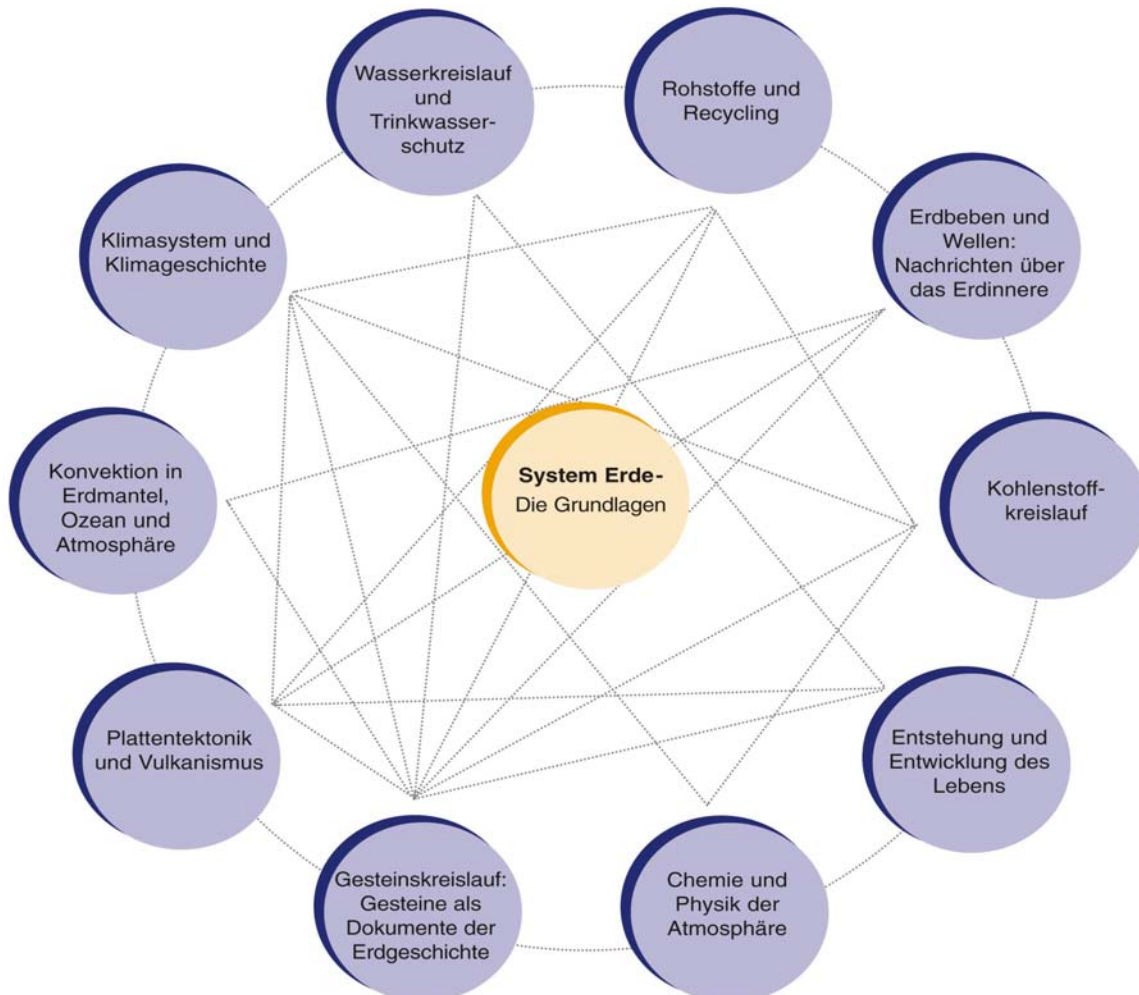 Wasserkreislauf
und
Trinkwasser-
schutz
Rohstoffe und
Recycling
Erdbeben und
Wellen:
Nachrichten über
das Erdinnere
Klimasystem und
Klimageschichte
Konvektion in
Erdmantel,
Ozean und
Atmosphäre
System Erde-
Die Grundlagen
Kohlenstoff-
kreislauf
Plattentektonik
und Vulkanismus
Entstehung und
Entwicklung des
Lebens
Gesteinskreislauf:
Gesteine als
Dokumente der
Erdgeschichte
Chemie und
Physik der
Atmosphäre